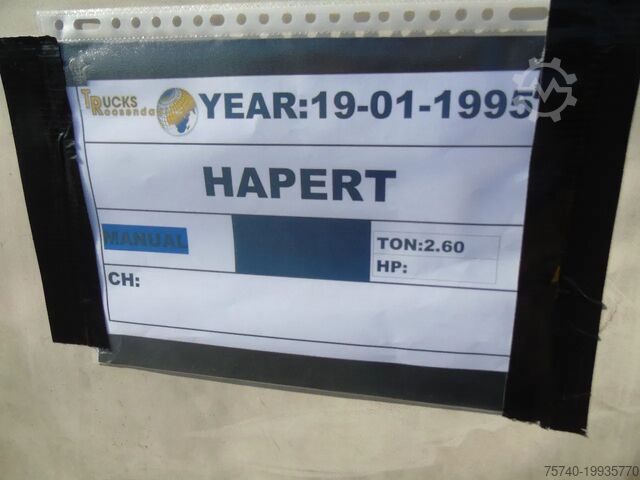 TRUCKS
Roosendaal
YEAR:19-01-1995
HAPERT
MANUAL
TON:2.60
HP:
CH:
75740-19935770